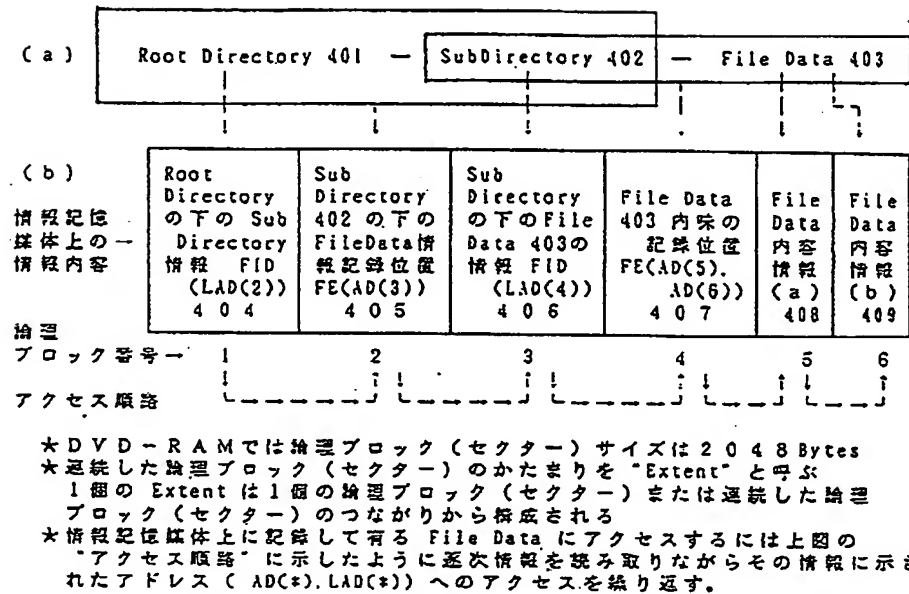 (a) Root Directory 401 — SubDirectory 402 — File Data 403
(b)
情報記憶
媒体上の→
情報内容
Root
Directory
の下の Sub
Directory
情報 FID
(LAD(2))
404
Sub
Directory
402 の下の
FileData情
報記録位置
FE(AD(3))
405
Sub
Directory
の下のFile
Data 403の
情報 FID
(LAD(4))
406
File Data
403 内味の
記録位置
FE(AD(5).
AD(6))
407
File
Data
内容
情報
(a)
408
File
Data
内容
情報
(b)
409
論理
ブロック番号→ 1 2 3 4 5 6
アクセス順路
★DVD-RAMでは論理ブロック(セクター)サイズは2048Bytes
★連続した論理ブロック(セクター)のかたまりを "Extent" と呼ぶ
1個の Extent は1個の論理ブロック(セクター)または連続した論理
ブロック(セクター)のつながりから構成される
★情報記憶媒体上に記録して有る File Data にアクセスするには上図の
"アクセス順路" に示したように逐次情報を読み取りながらその情報に示さ
れたアドレス( AD(*).LAD(*))へのアクセスを繰り返す。